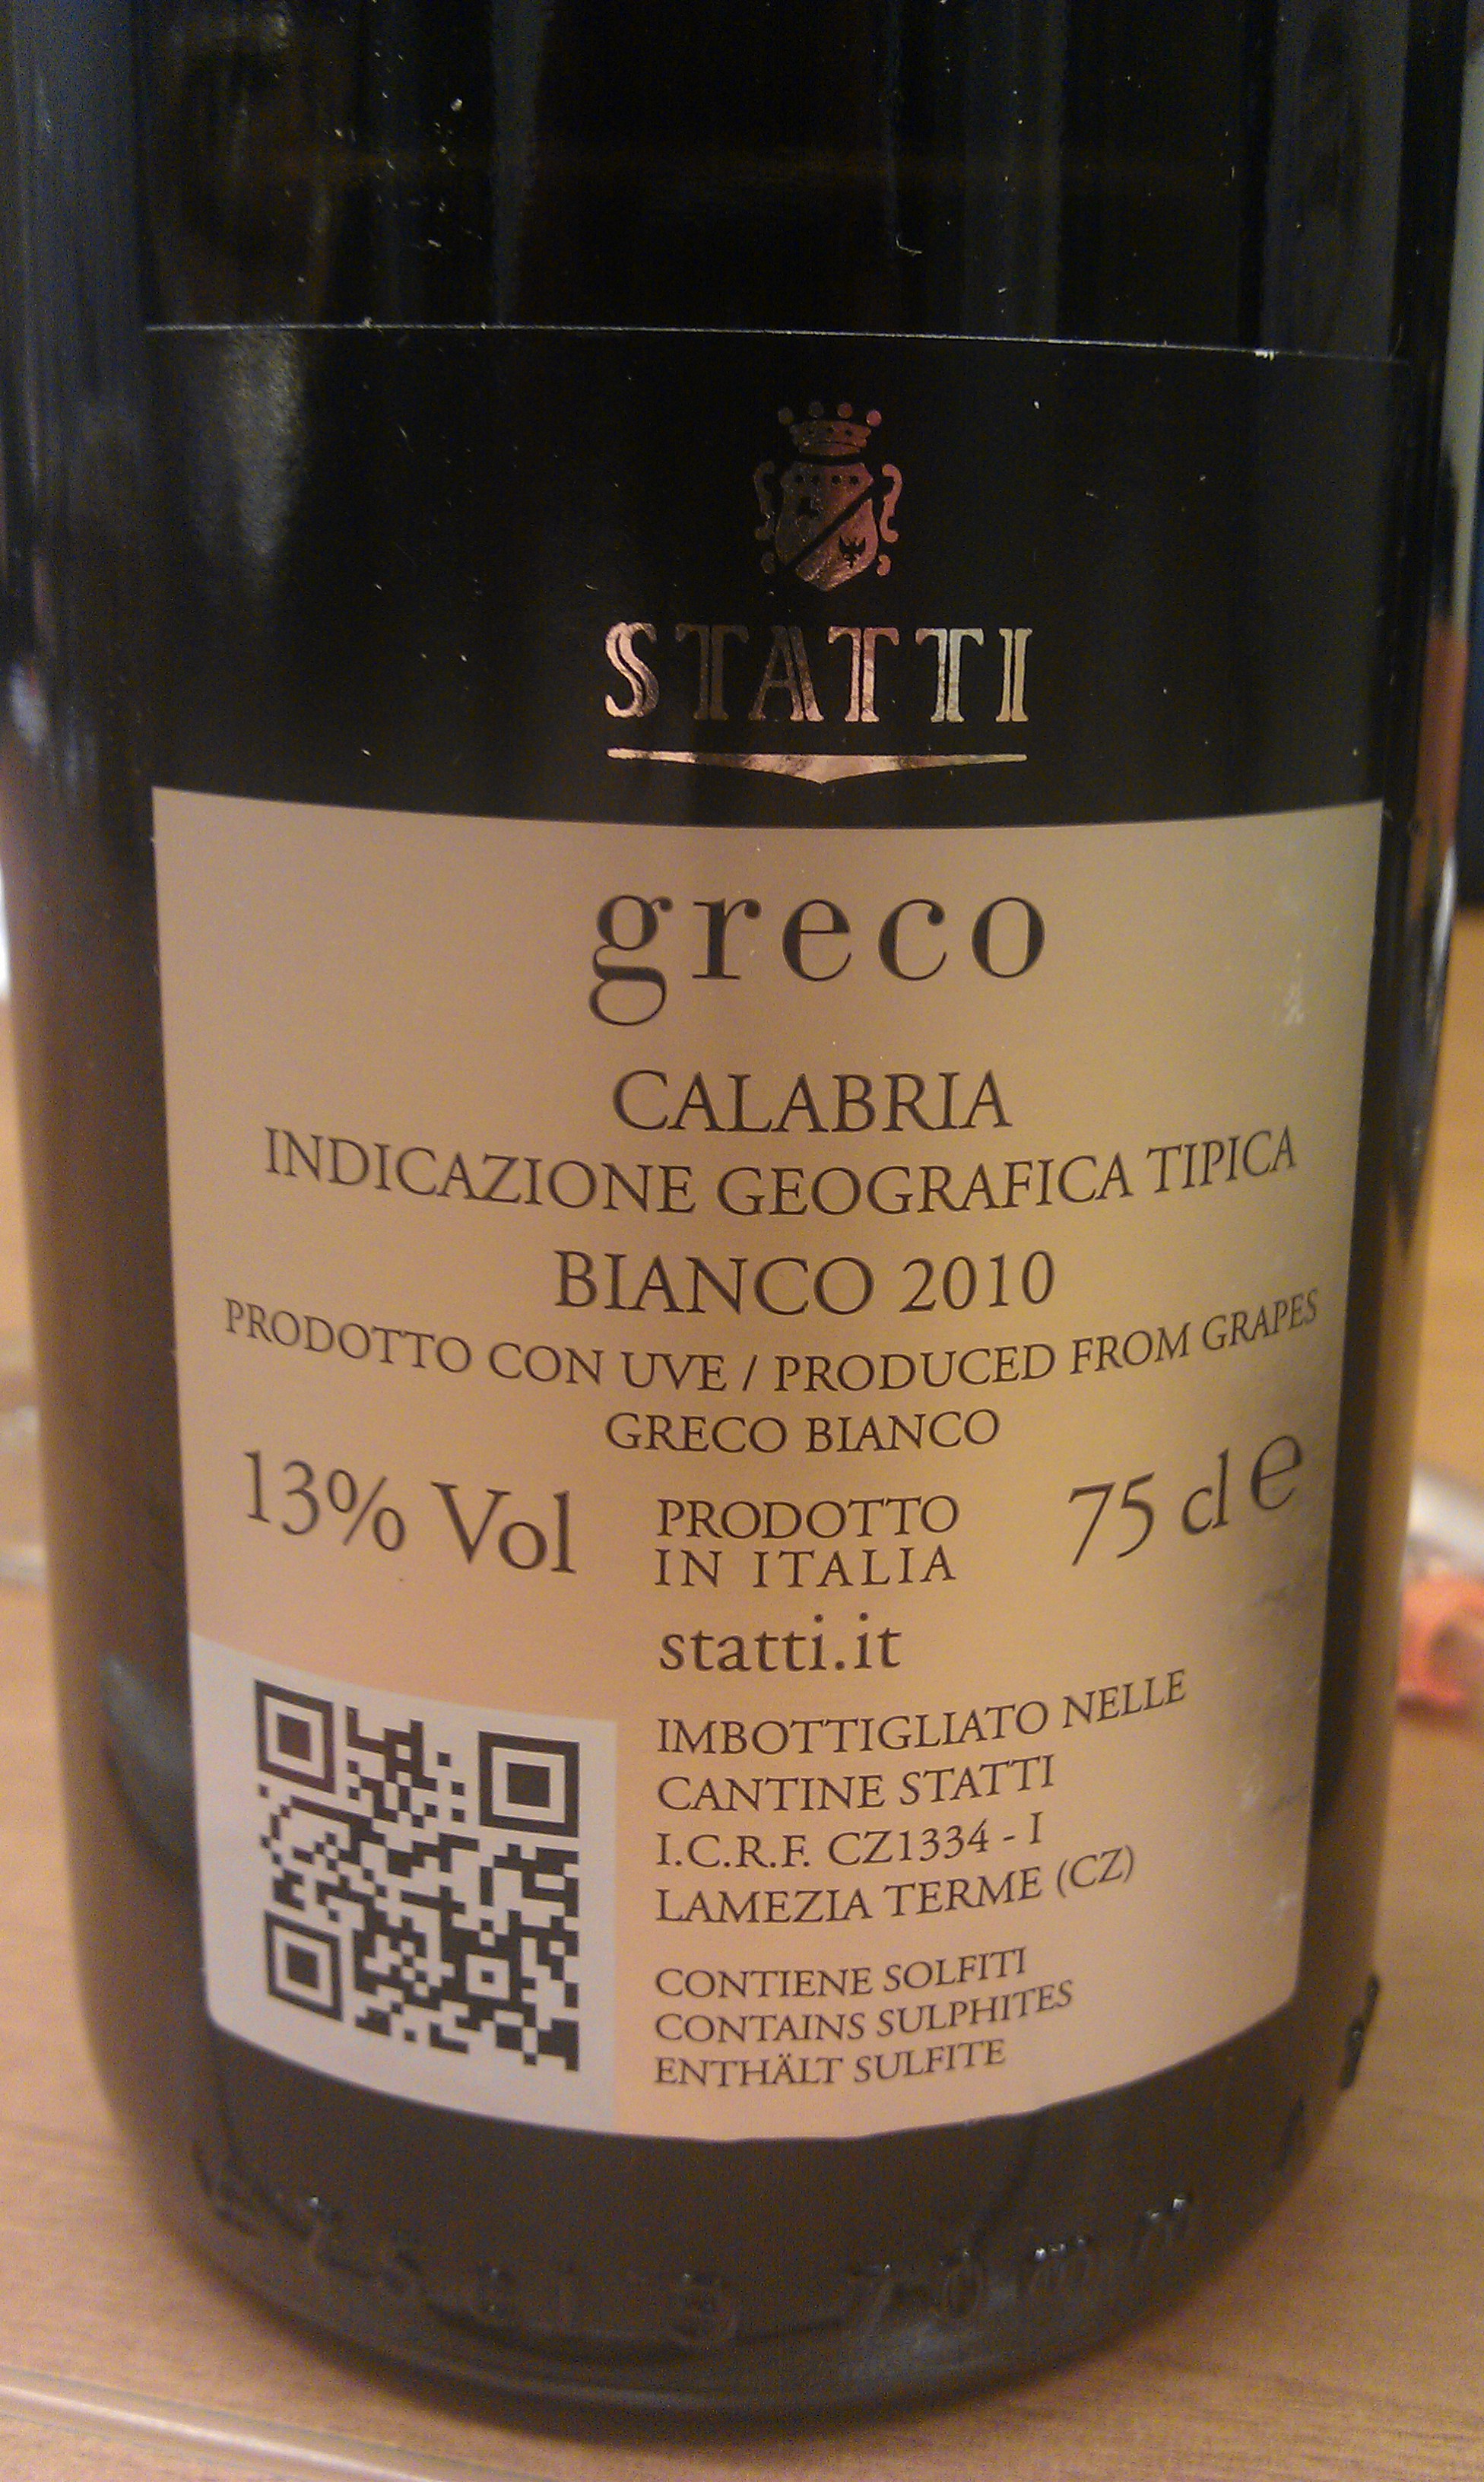 STATTI
greco
CALABRIA
INDICAZIONE GEOGRAFICA TIPICA
BIANCO 2010
PRODOTTO CON UVE / PRODUCED FROM GRAPES
GRECO BIANCO
13% Vol
PRODOTTO
IN ITALIA
75 cl e
statti.it
IMBOTTIGLIATO NELLE
CANTINE STATTI
I.C.R.F. CZ1334 - I
LAMEZIA TERME (CZ)
CONTIENE SOLFITI
CONTAINS SULPHITES
ENTHÄLT SULFITE